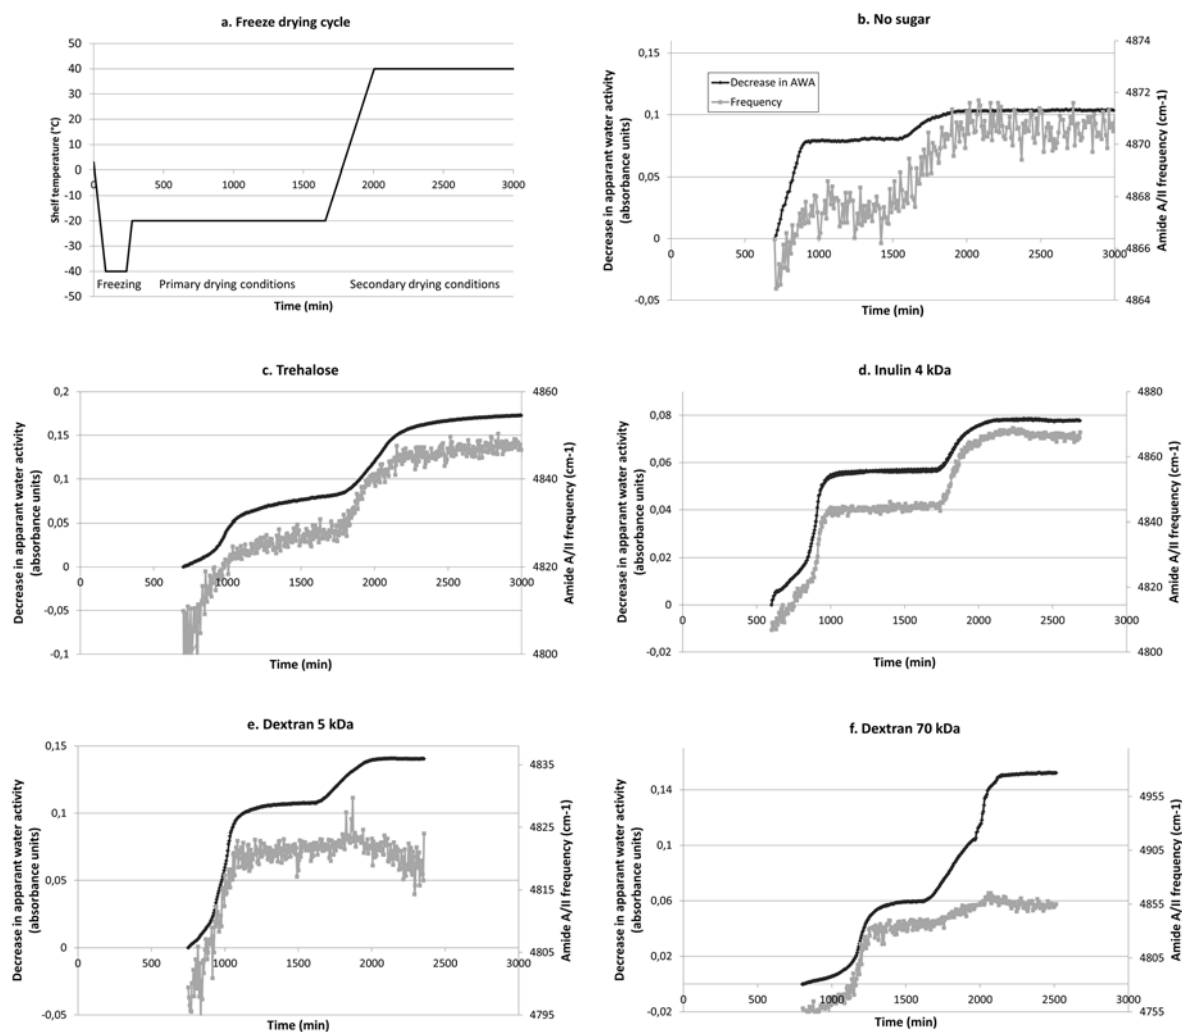 a. Freeze drying cycle
50
40
30
20
10
0
-10
-20
-30
-40
-50
Shelf temperature (°C)
0 500 1000 1500 2000 2500 3000
Freezing Primary drying conditions Secondary drying conditions
Time (min)
b. No sugar
0,15
0,1
0,05
0
-0,05
Decrease in apparent water activity
(absorbance units)
Decrease in AWA
Frequency
4874
4872
4870
4868
4866
4864
Amide A/II frequency (cm-1)
0 500 1000 1500 2000 2500 3000
Time (min)
c. Trehalose
0,2
0,15
0,1
0,05
0
-0,05
-0,1
Decrease in apparant water activity
(absorbance units)
4860
4840
4820
4800
Amide A/II frequency (cm-1)
0 500 1000 1500 2000 2500 3000
Time (min)
d. Inulin 4 kDa
0,08
0,06
0,04
0,02
0
-0,02
Decrease in apparant water activity
(absorbance units)
4880
4860
4840
4820
4800
Amide A/II frequency (cm-1)
0 500 1000 1500 2000 2500 3000
Time (min)
e. Dextran 5 kDa
0,15
0,1
0,05
0
-0,05
Decrease in apparant water activity
(absorbance units)
4835
4825
4815
4805
4795
Amide A/II frequency (cm-1)
0 500 1000 1500 2000 2500 3000
Time (min)
f. Dextran 70 kDa
0,14
0,1
0,06
0,02
-0,02
Decrease in apparant water activity
(absorbance units)
4955
4905
4855
4805
4755
Amide A/II frequency (cm-1)
0 500 1000 1500 2000 2500 3000
Time (min)